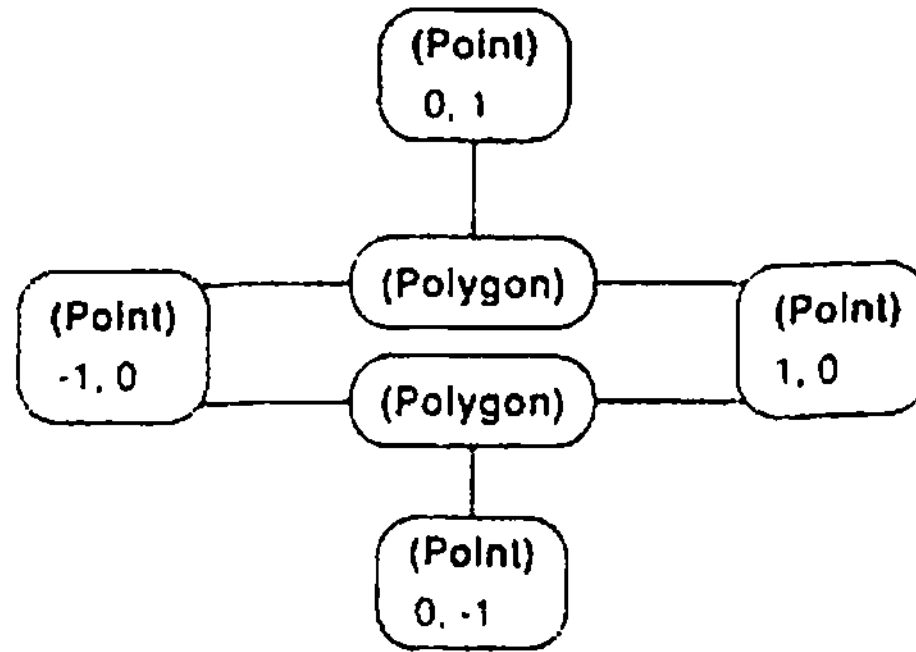 (Point)
0, 1
(Polygon)
(Point)
-1, 0
(Point)
1, 0
(Polygon)
(Point)
0, -1